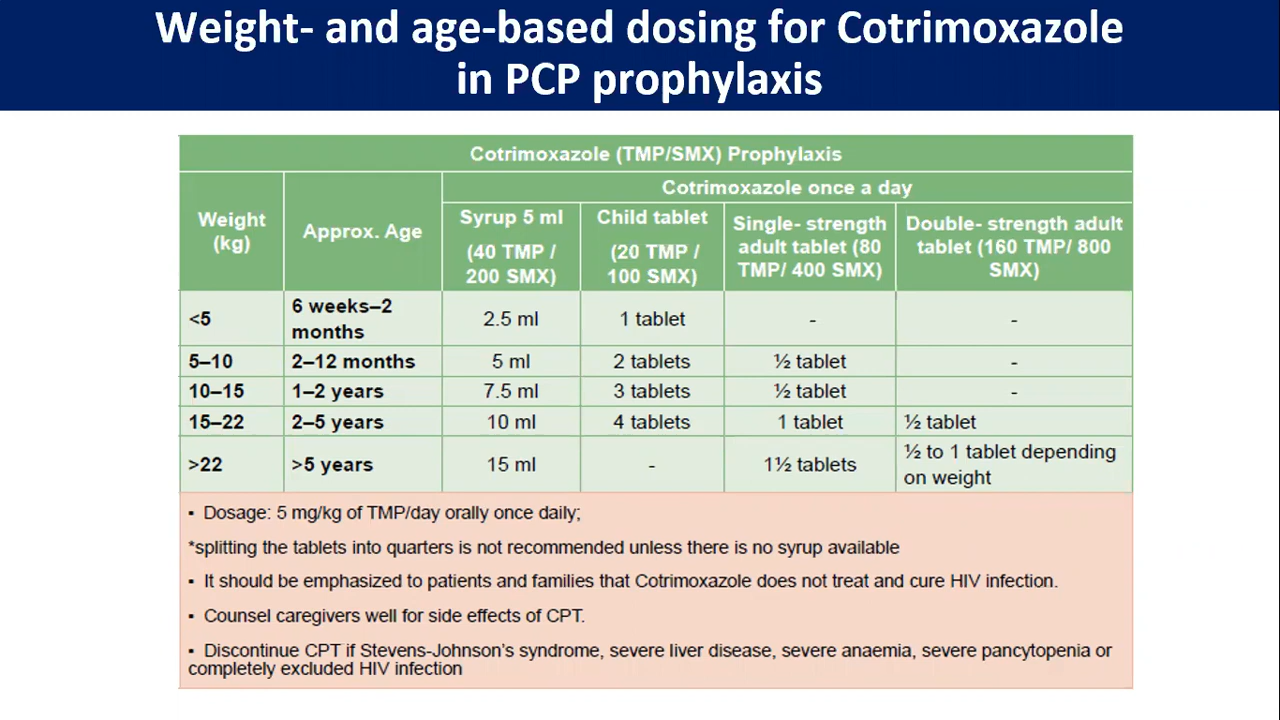 Weight- and age-based dosing for Cotrimoxazole
in PCP prophylaxis
Cotrimoxazole (TMP/SMX) Prophylaxis
Weight
(kg)
Approx. Age
Cotrimoxazole once a day
Syrup 5 ml
(40 TMP /
200 SMX)
Child tablet
(20 TMP /
100 SMX)
Single- strength
adult tablet (80
TMP/ 400 SMX)
Double- strength adult
tablet (160 TMP/ 800
SMX)
<5
6 weeks–2
months
2.5 ml
1 tablet
-
-
5–10
2–12 months
5 ml
2 tablets
½ tablet
-
10–15
1–2 years
7.5 ml
3 tablets
½ tablet
-
15–22
2–5 years
10 ml
4 tablets
1 tablet
½ tablet
>22
>5 years
15 ml
-
1½ tablets
½ to 1 tablet depending
on weight
▪ Dosage: 5 mg/kg of TMP/day orally once daily;
*splitting the tablets into quarters is not recommended unless there is no syrup available
▪ It should be emphasized to patients and families that Cotrimoxazole does not treat and cure HIV infection.
▪ Counsel caregivers well for side effects of CPT.
▪ Discontinue CPT if Stevens-Johnson's syndrome, severe liver disease, severe anaemia, severe pancytopenia or
completely excluded HIV infection